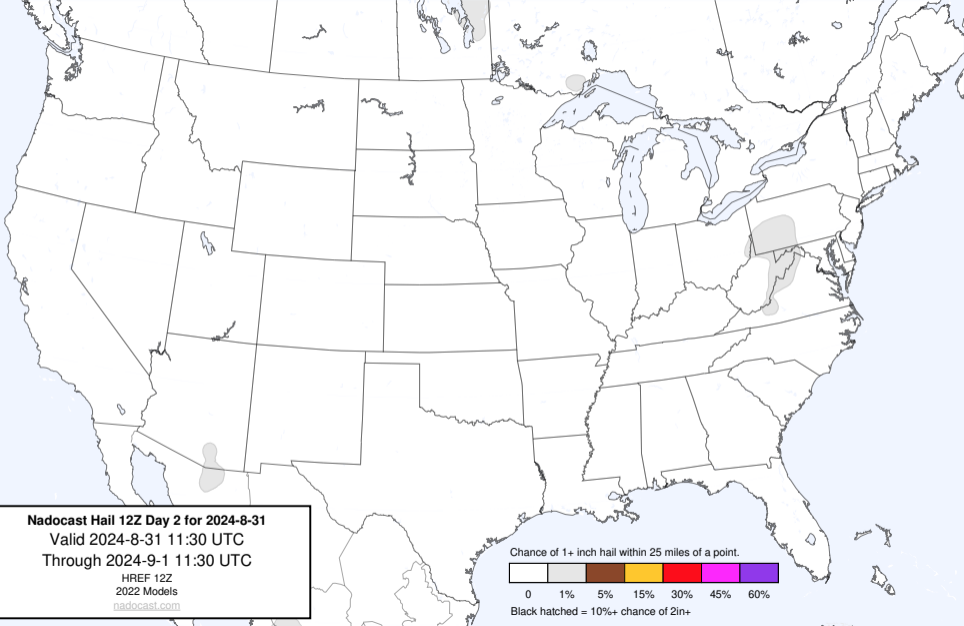 Nadocast Hail 12Z Day 2 for 2024-8-31
Valid 2024-8-31 11:30 UTC
Through 2024-9-1 11:30 UTC
HREF 12Z
2022 Models
nadocast.com
Chance of 1+ inch hail within 25 miles of a point.
0 1% 5% 15% 30% 45% 60%
Black hatched = 10%+ chance of 2in+